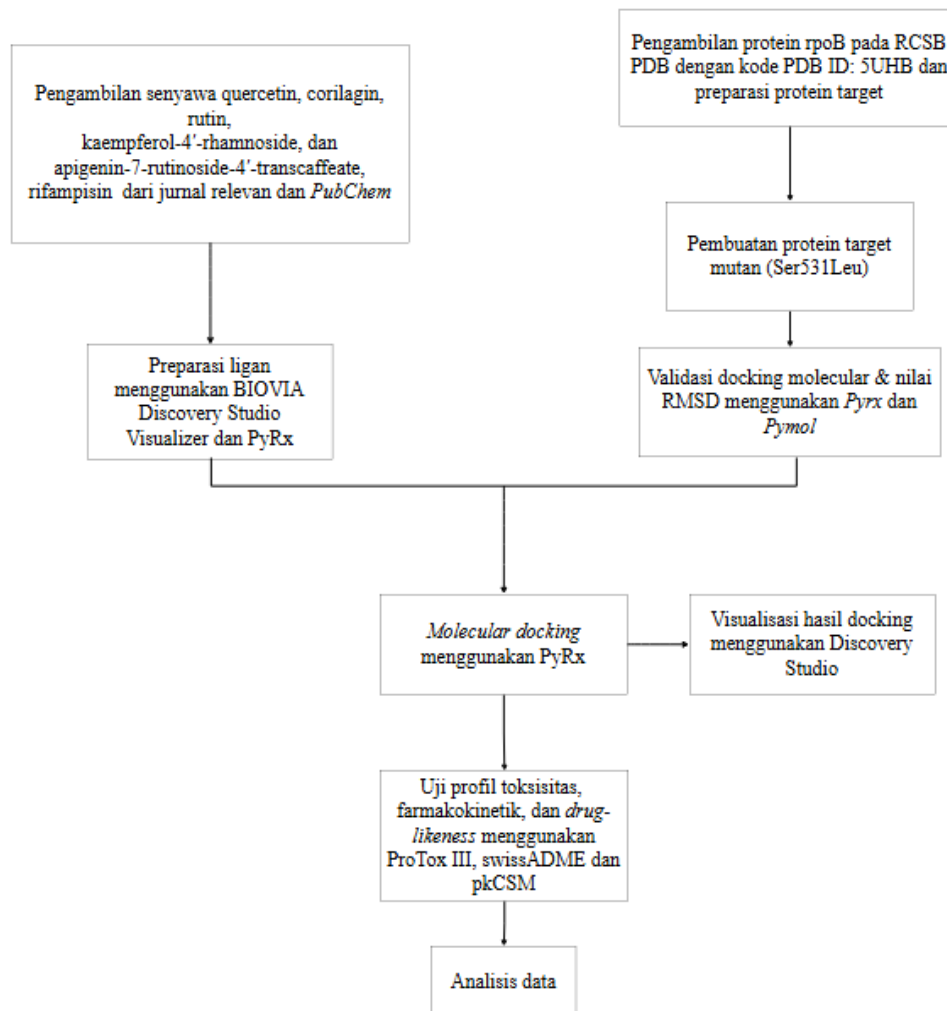 Pengambilan senyawa quercetin, corilagin,
rutin,
kaempferol-4′-rhamnoside, dan
apigenin-7-rutinoside-4′-transcaffeate,
rifampisin dari jurnal relevan dan PubChem
Pengambilan protein rpoB pada RCSB
PDB dengan kode PDB ID: 5UHB dan
preparasi protein target
Pembuatan protein target
mutan (Ser531Leu)
Preparasi ligan
menggunakan BIOVIA
Discovery Studio
Visualizer dan PyRx
Validasi docking molecular & nilai
RMSD menggunakan Pyrx dan
Pymol
Molecular docking
menggunakan PyRx
Visualisasi hasil docking
menggunakan Discovery
Studio
Uji profil toksisitas,
farmakokinetik, dan drug-
likeness menggunakan
ProTox III, swissADME dan
pkCSM
Analisis data